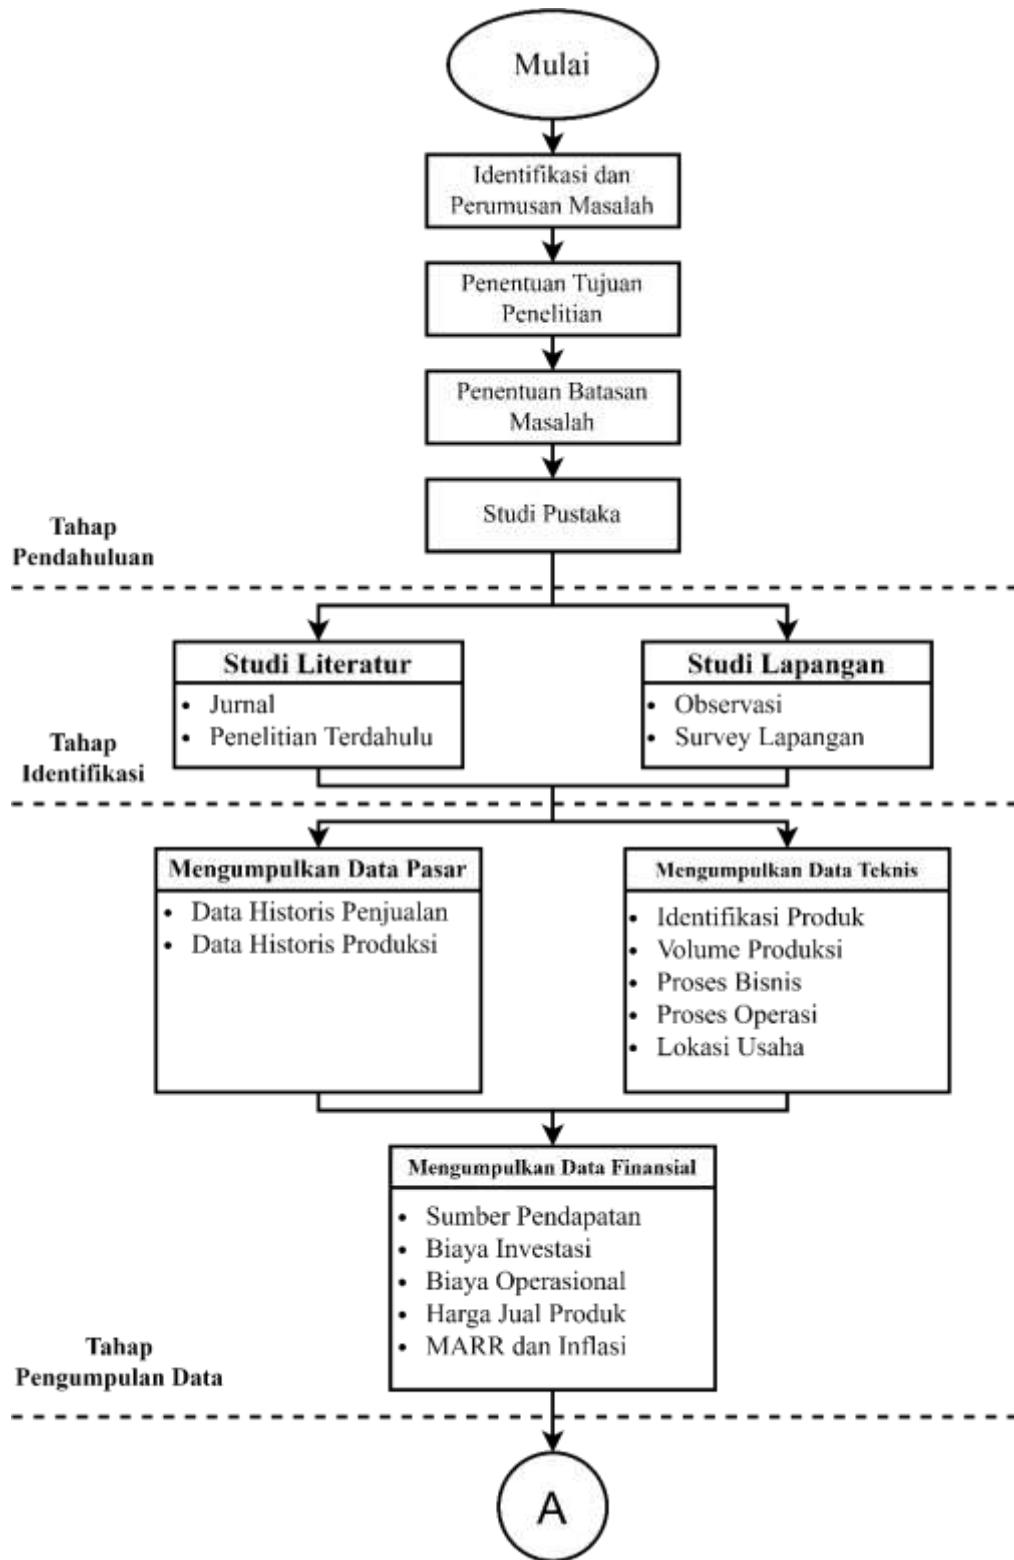 Mulai
Identifikasi dan
Perumusan Masalah
Penentuan Tujuan
Penelitian
Penentuan Batasan
Masalah
Studi Pustaka
Tahap
Pendahuluan
Studi Literatur
• Jurnal
• Penelitian Terdahulu
Studi Lapangan
• Observasi
• Survey Lapangan
Tahap
Identifikasi
Mengumpulkan Data Pasar
• Data Historis Penjualan
• Data Historis Produksi
Mengumpulkan Data Teknis
• Identifikasi Produk
• Volume Produksi
• Proses Bisnis
• Proses Operasi
• Lokasi Usaha
Mengumpulkan Data Finansial
• Sumber Pendapatan
• Biaya Investasi
• Biaya Operasional
• Harga Jual Produk
• MARR dan Inflasi
Tahap
Pengumpulan Data
A